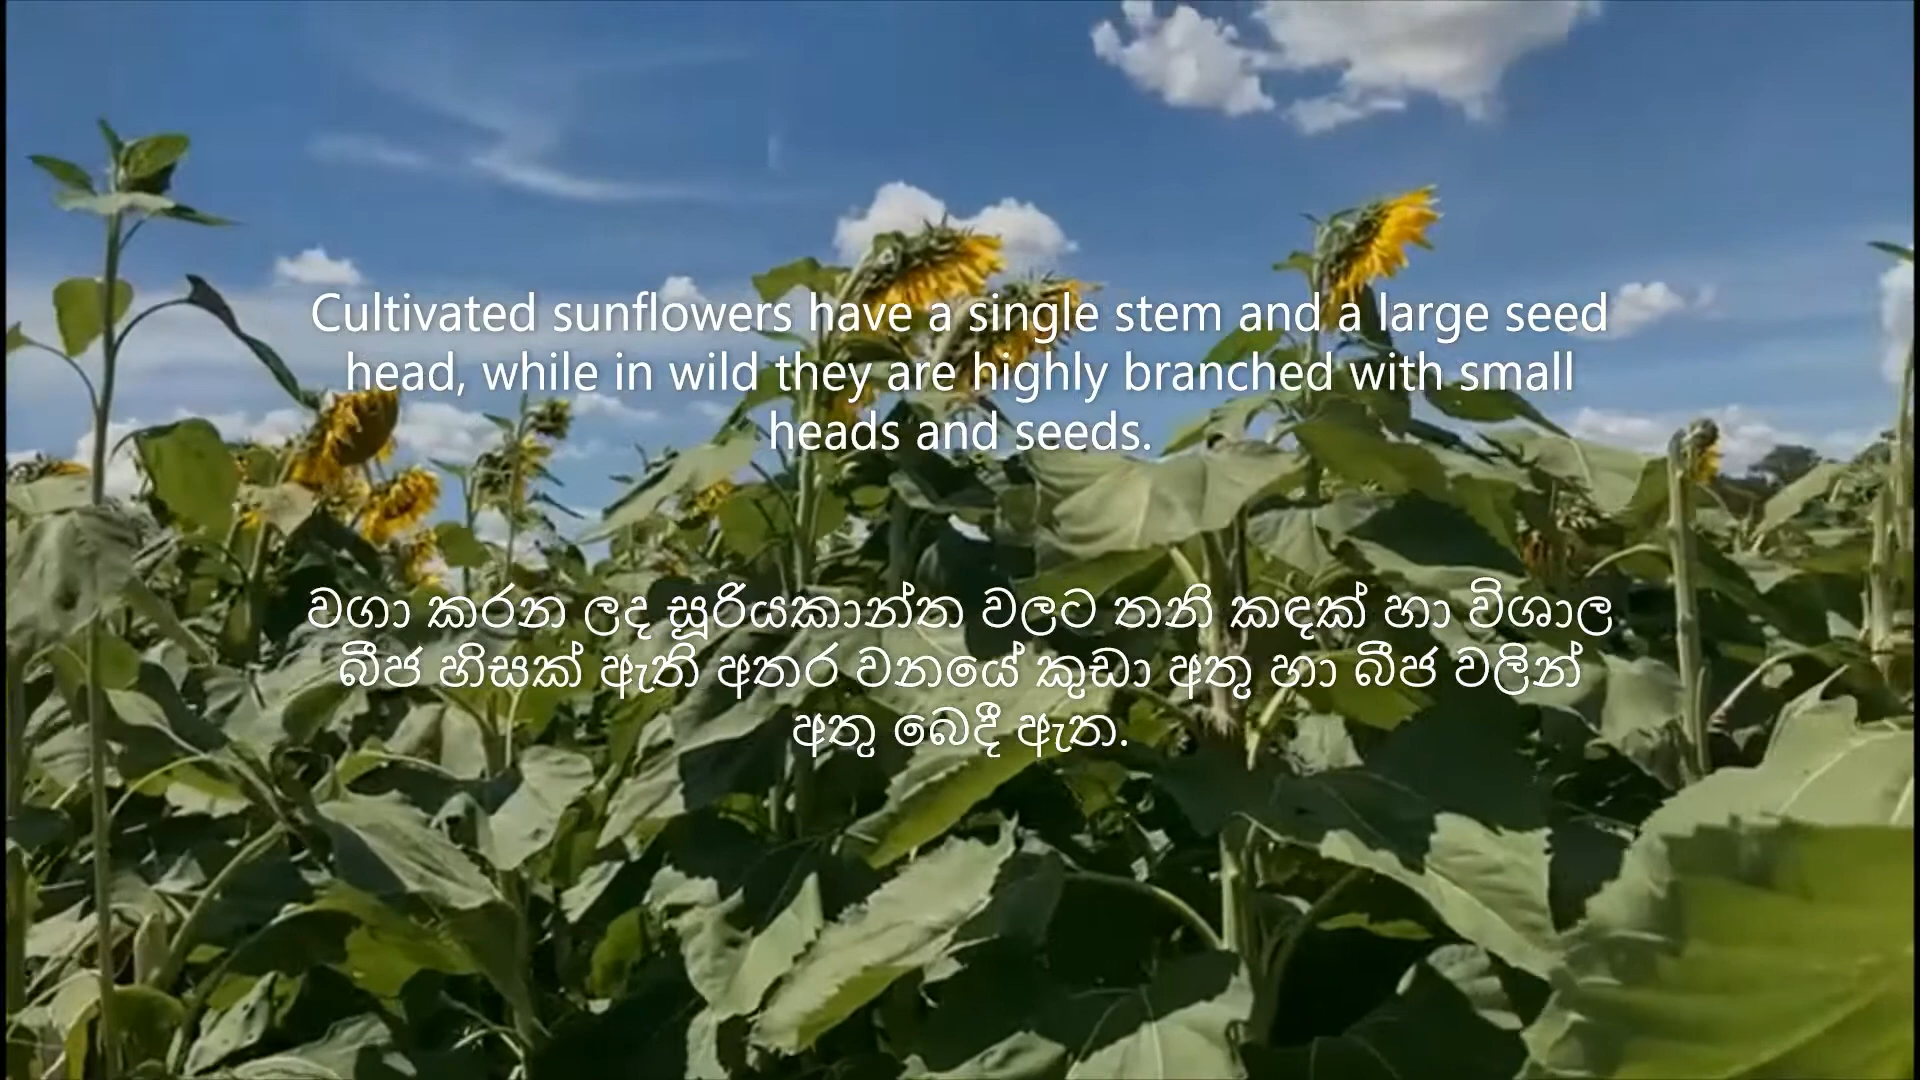 Cultivated sunflowers have a single stem and a large seed
head, while in wild they are highly branched with small
heads and seeds.
වගා කරන ලද සූරියකාන්ත වලට තනි කඳක් හා විශාල
බීජ හිසක් ඇති අතර වනයේ කුඩා අතු හා බීජ වලින්
අතු බෙදී ඇත.